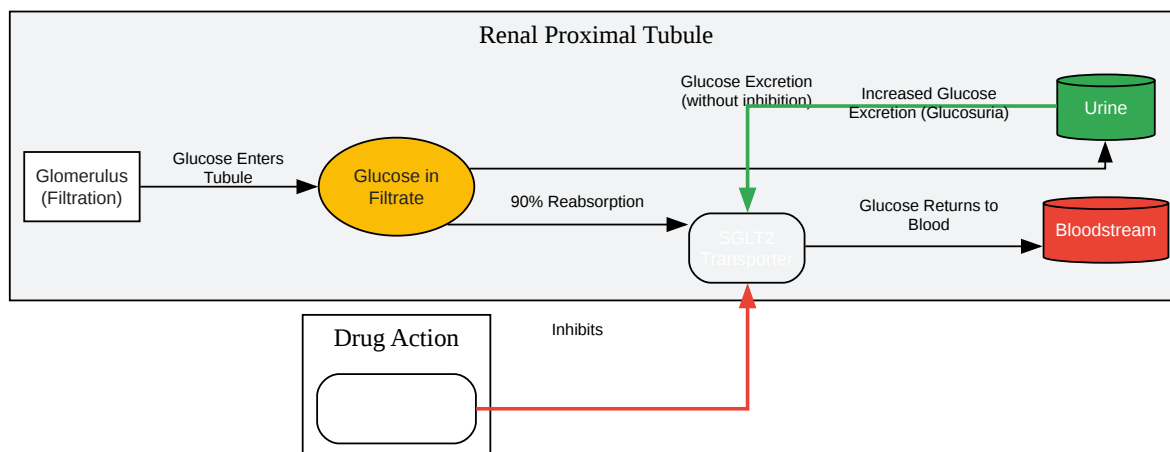 Renal Proximal Tubule
Glucose Excretion
(without inhibition)
Increased Glucose
Excretion (Glucosuria)
Urine
Glomerulus
(Filtration)
Glucose Enters
Tubule
Glucose in
Filtrate
90% Reabsorption
SGLT2
Transporter
Glucose Returns to
Blood
Bloodstream
Drug Action
Inhibits